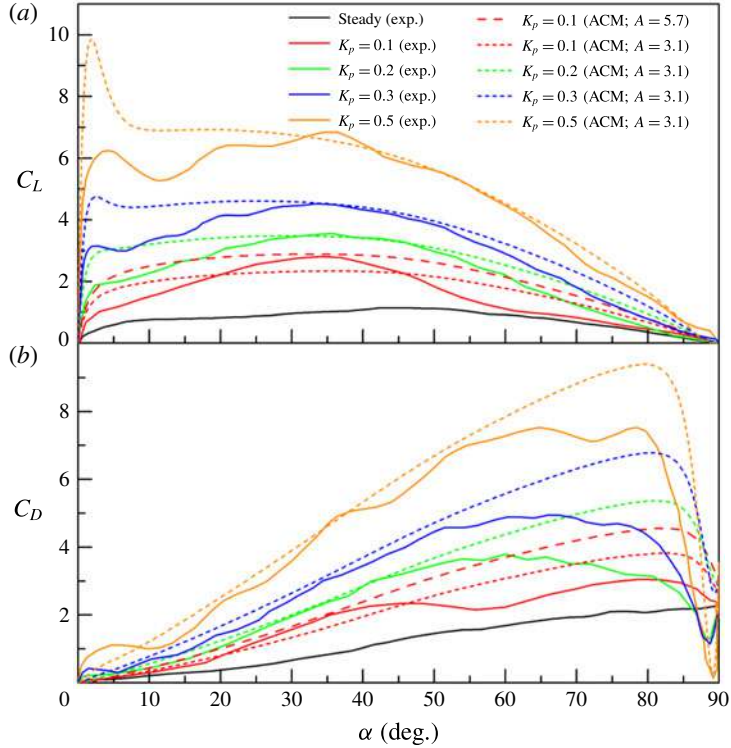 (a)
Steady (exp.)
K_p = 0.1 (exp.)
K_p = 0.2 (exp.)
K_p = 0.3 (exp.)
K_p = 0.5 (exp.)
K_p = 0.1 (ACM; A = 5.7)
K_p = 0.1 (ACM; A = 3.1)
K_p = 0.2 (ACM; A = 3.1)
K_p = 0.3 (ACM; A = 3.1)
K_p = 0.5 (ACM; A = 3.1)
10
8
6
C_L
4
2
0
(b)
8
6
C_D
4
2
0 10 20 30 40 50 60 70 80 90
α (deg.)